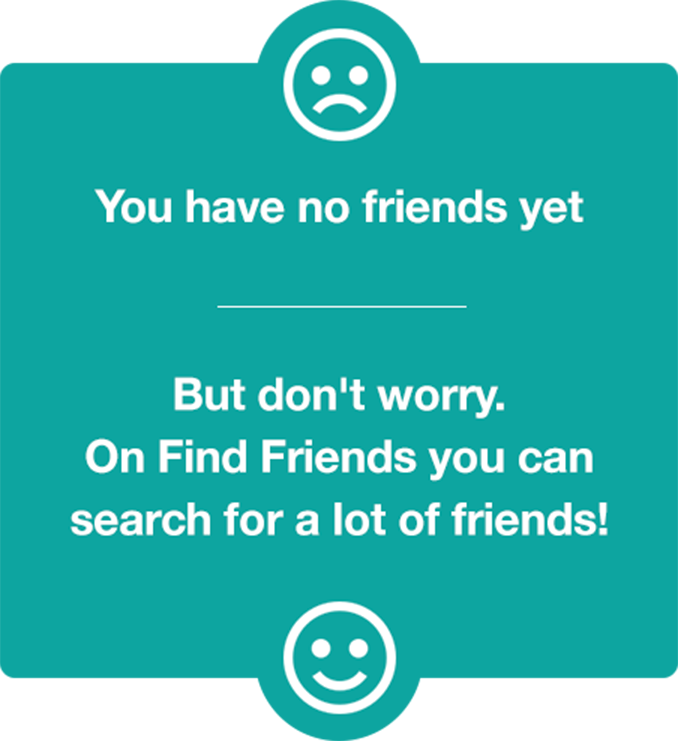 You have no friends yet
But don't worry.
On Find Friends you can
search for a lot of friends!